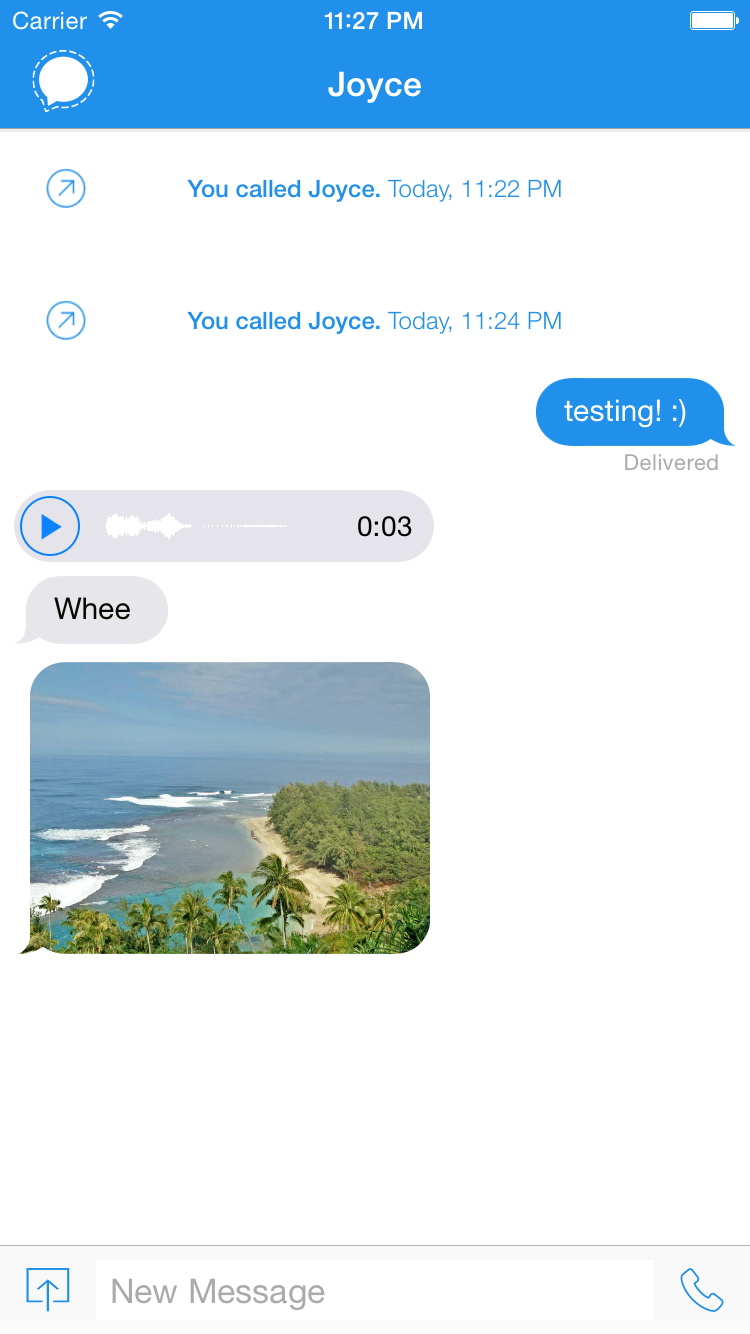 Carrier 11:27 PM
Joyce
You called Joyce. Today, 11:22 PM
You called Joyce. Today, 11:24 PM
testing! :)
Delivered
0:03
Whee
New Message